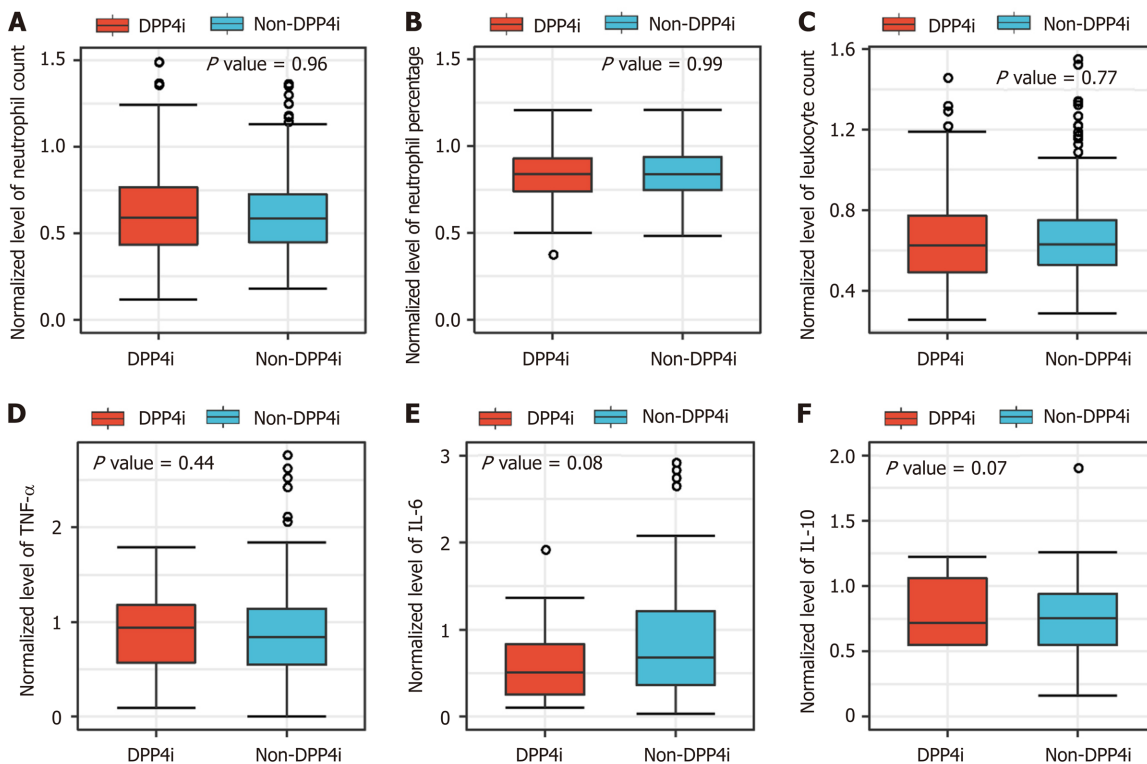 A
DPP4i
Non-DPP4i
P value = 0.96
Normalized level of neutrophil count
1.5
1.0
0.5
0.0
DPP4i
Non-DPP4i
B
DPP4i
Non-DPP4i
P value = 0.99
Normalized level of neutrophil percentage
1.5
1.0
0.5
0.0
DPP4i
Non-DPP4i
C
DPP4i
Non-DPP4i
P value = 0.77
Normalized level of leukocyte count
1.6
1.2
0.8
0.4
DPP4i
Non-DPP4i
D
DPP4i
Non-DPP4i
P value = 0.44
Normalized level of TNF-α
2
1
0
DPP4i
Non-DPP4i
E
DPP4i
Non-DPP4i
P value = 0.08
Normalized level of IL-6
3
2
1
0
DPP4i
Non-DPP4i
F
DPP4i
Non-DPP4i
P value = 0.07
Normalized level of IL-10
2.0
1.5
1.0
0.5
0
DPP4i
Non-DPP4i